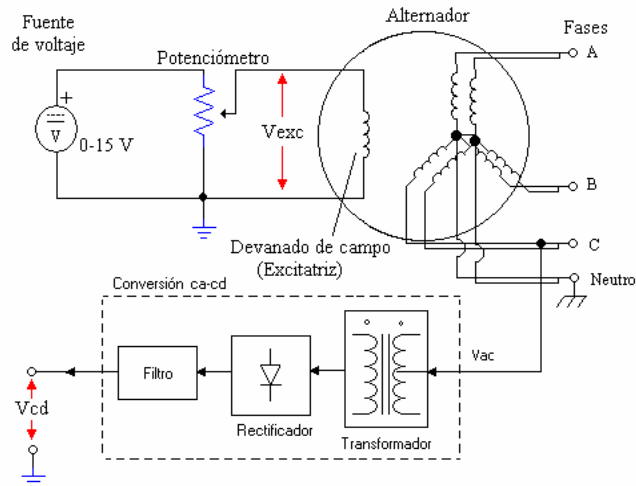 Fuente
de voltaje
Alternador
Fases
Potenciómetro
A
+
V
0-15 V
Vexc
B
Devanado de campo
(Excitatriz)
C
Neutro
Conversión ca-cd
Vac
Filtro
Vcd
Rectificador
Transformador